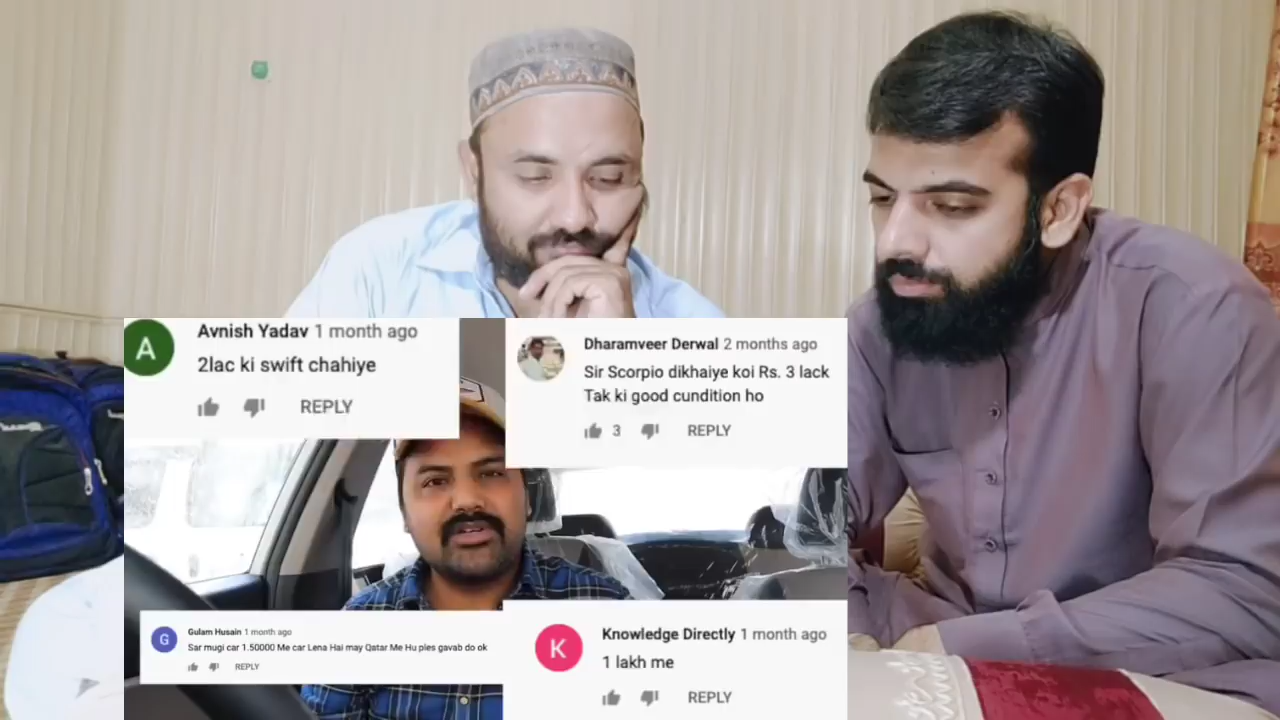 A
Avnish Yadav 1 month ago
2lac ki swift chahiye
REPLY
Dharamveer Derwal 2 months ago
Sir Scorpio dikhaiye koi Rs. 3 lack
Tak ki good cundition ho
3 REPLY
G
Gulam Husain 1 month ago
Sar mugi car 1.50000 Me car Lena Hai may Qatar Me Hu ples gavab do ok
REPLY
K
Knowledge Directly 1 month ago
1 lakh me
REPLY